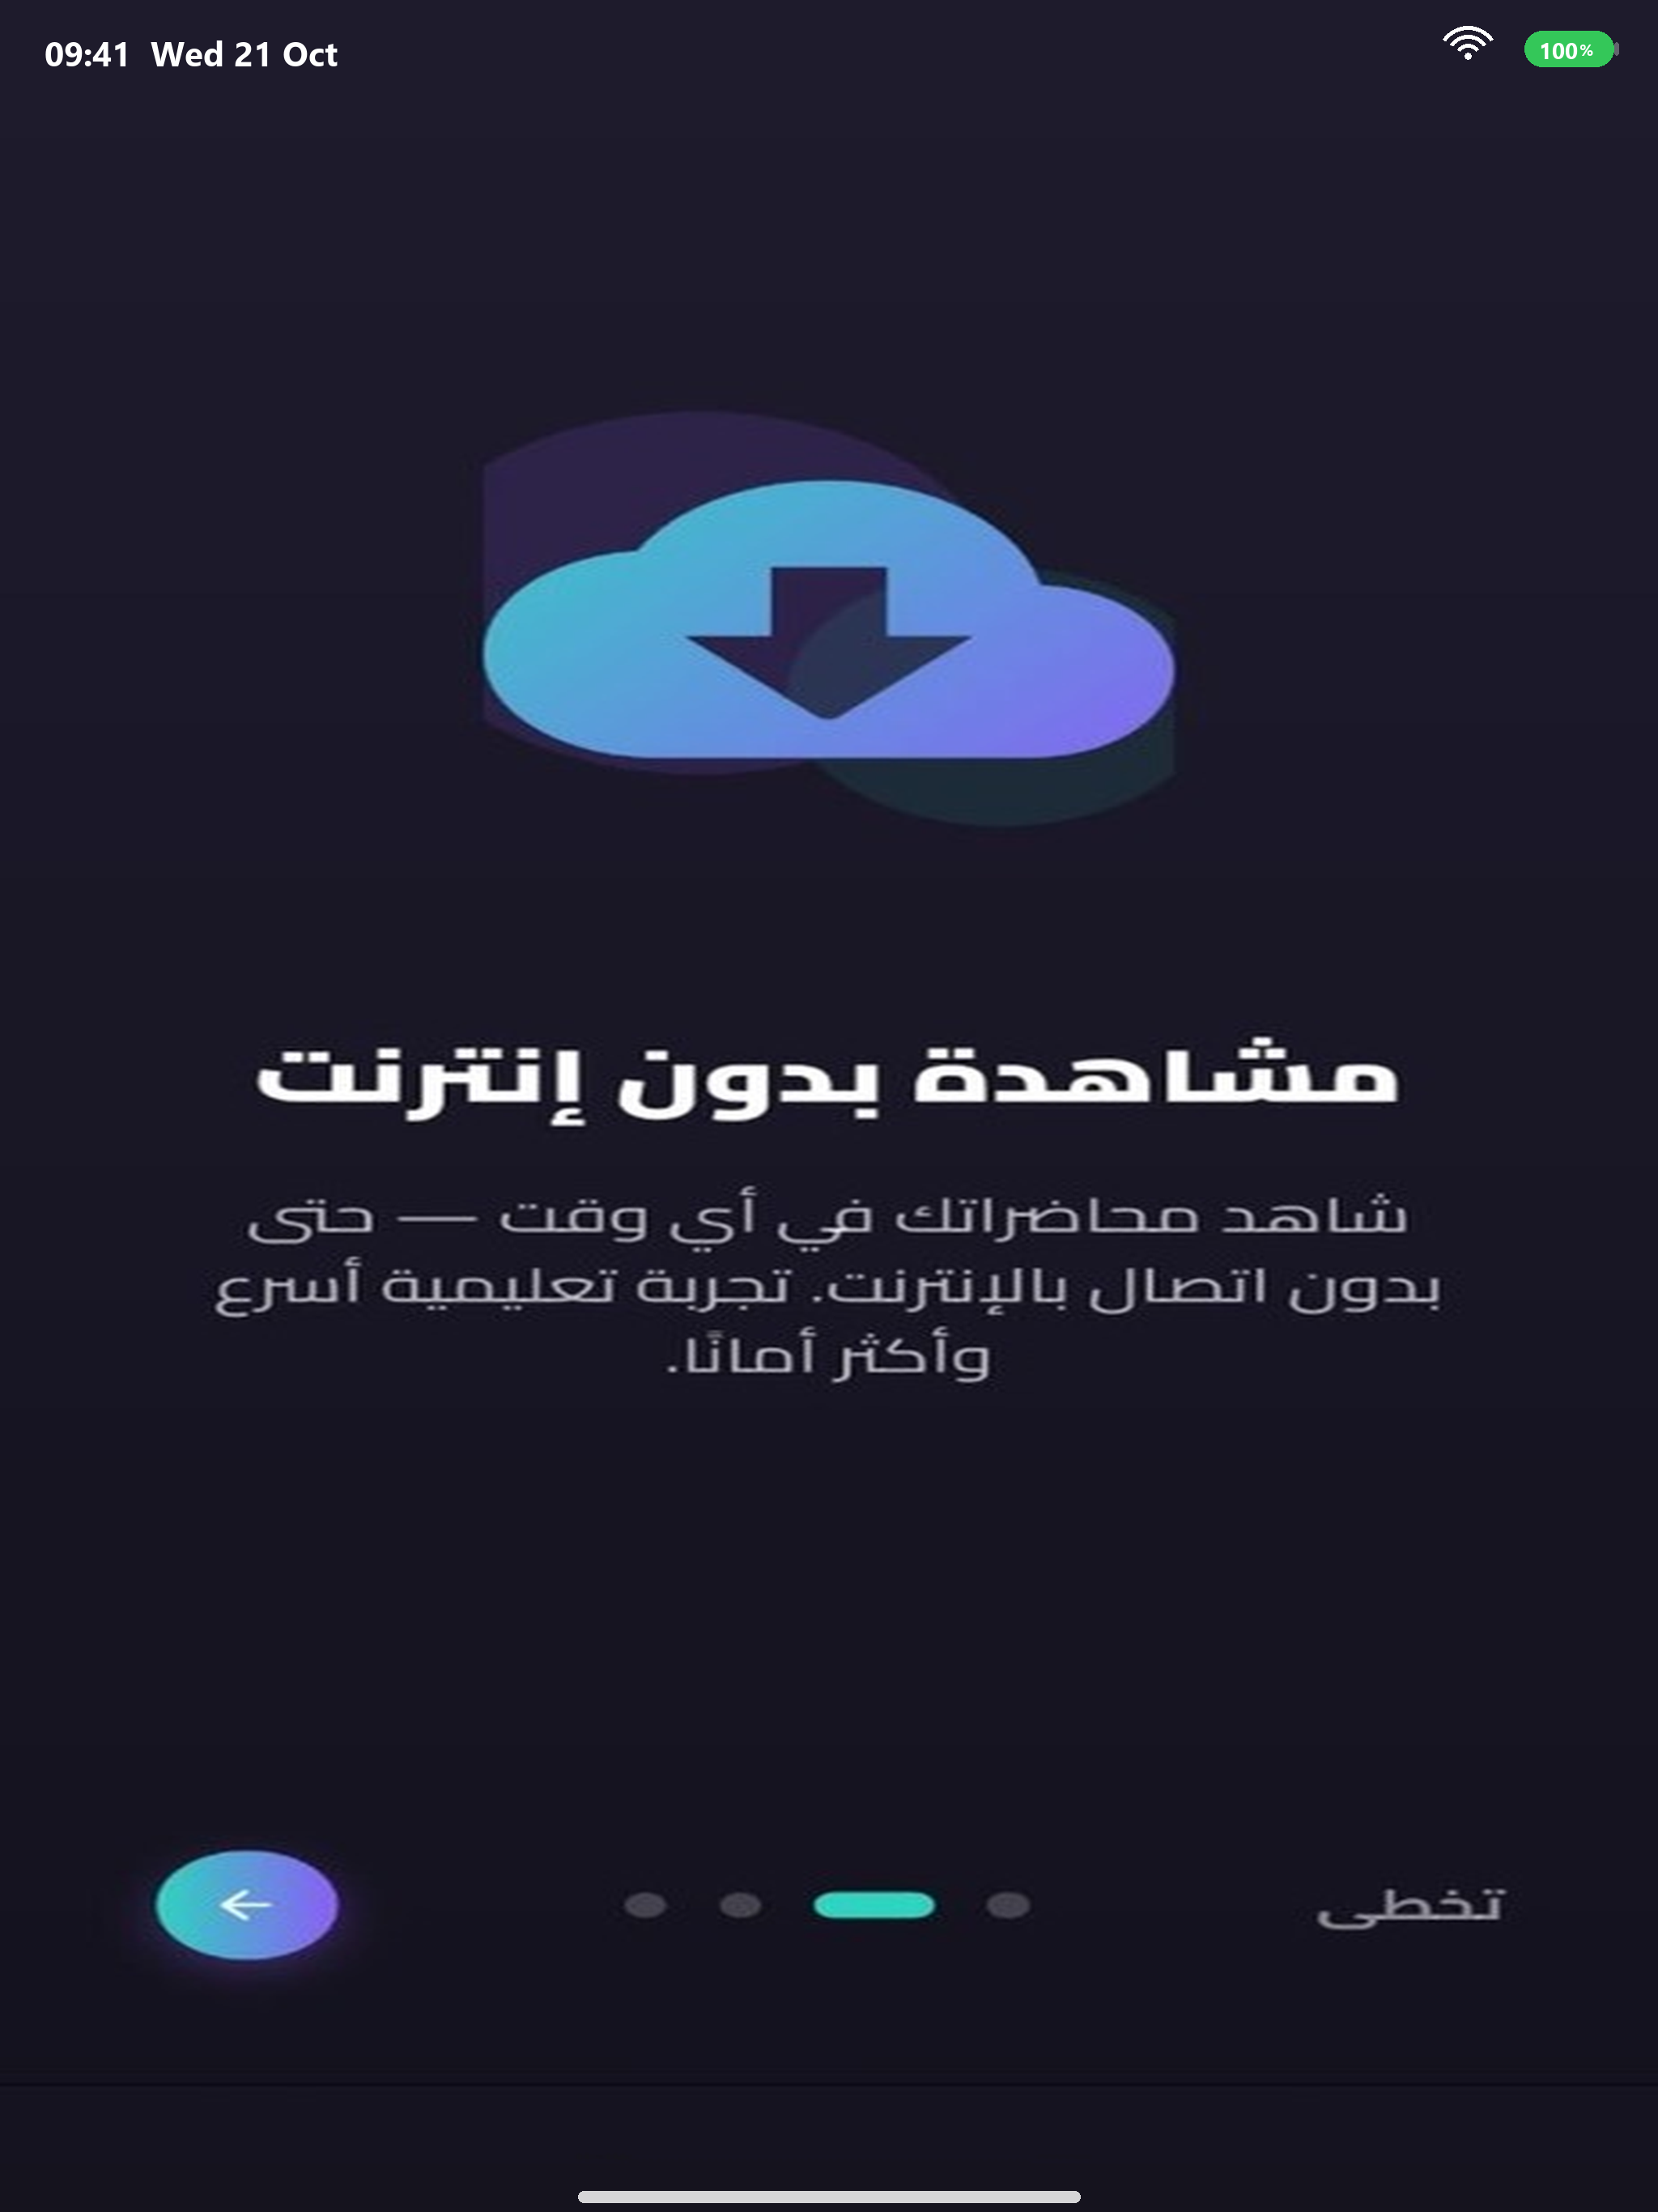 09:41 Wed 21 Oct
100%
مشاهدة بدون إنترنت
شاهد محاضراتك في أي وقت — حتى
بدون اتصال بالإنترنت. تجربة تعليمية أسرع
وأكثر أمانًا.
تخطى